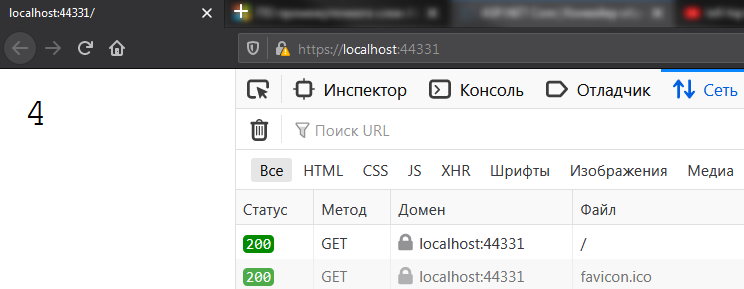 localhost:44331/
https://localhost:44331
4
Инспектор Консоль Отладчик Сеть
Поиск URL
Все HTML CSS JS XHR Шрифты Изображения Медиа
Статус Метод Домен Файл
200 GET localhost:44331 /
200 GET localhost:44331 favicon.ico